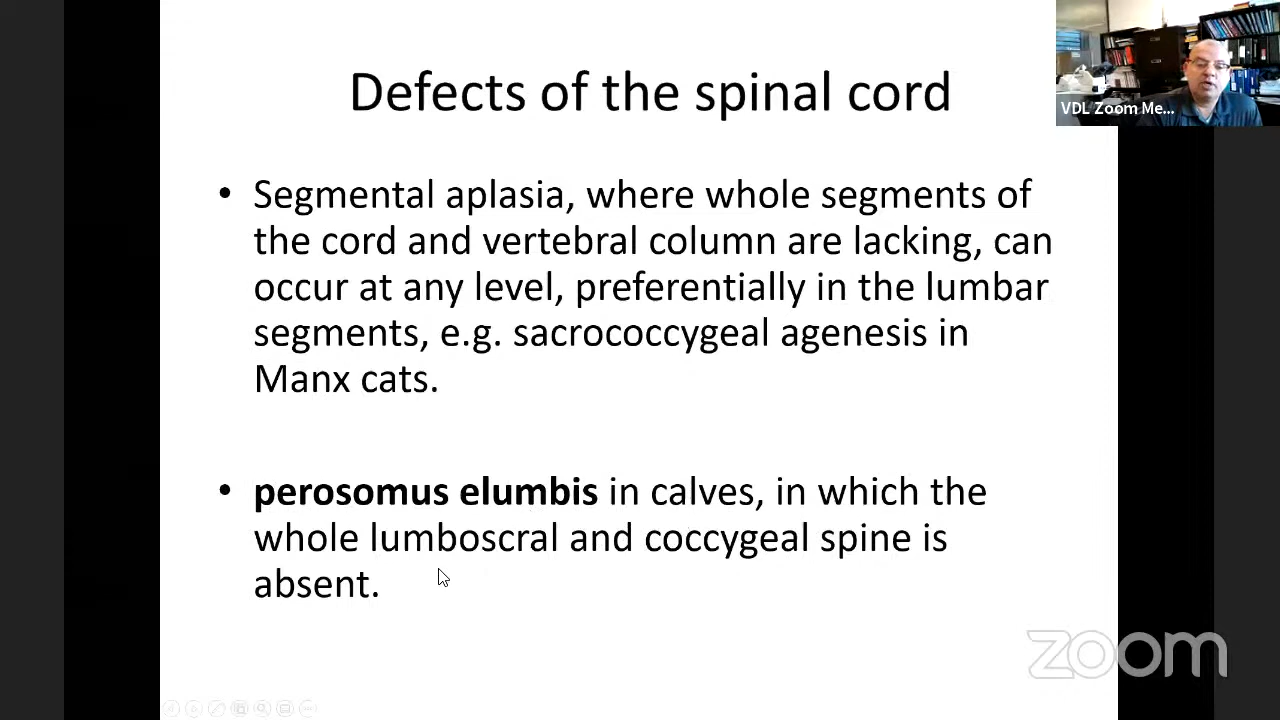 Defects of the spinal cord
VDL Zoom Me...
• Segmental aplasia, where whole segments of
the cord and vertebral column are lacking, can
occur at any level, preferentially in the lumbar
segments, e.g. sacrococcygeal agenesis in
Manx cats.
• perosomus elumbis in calves, in which the
whole lumboscral and coccygeal spine is
absent.
zoom